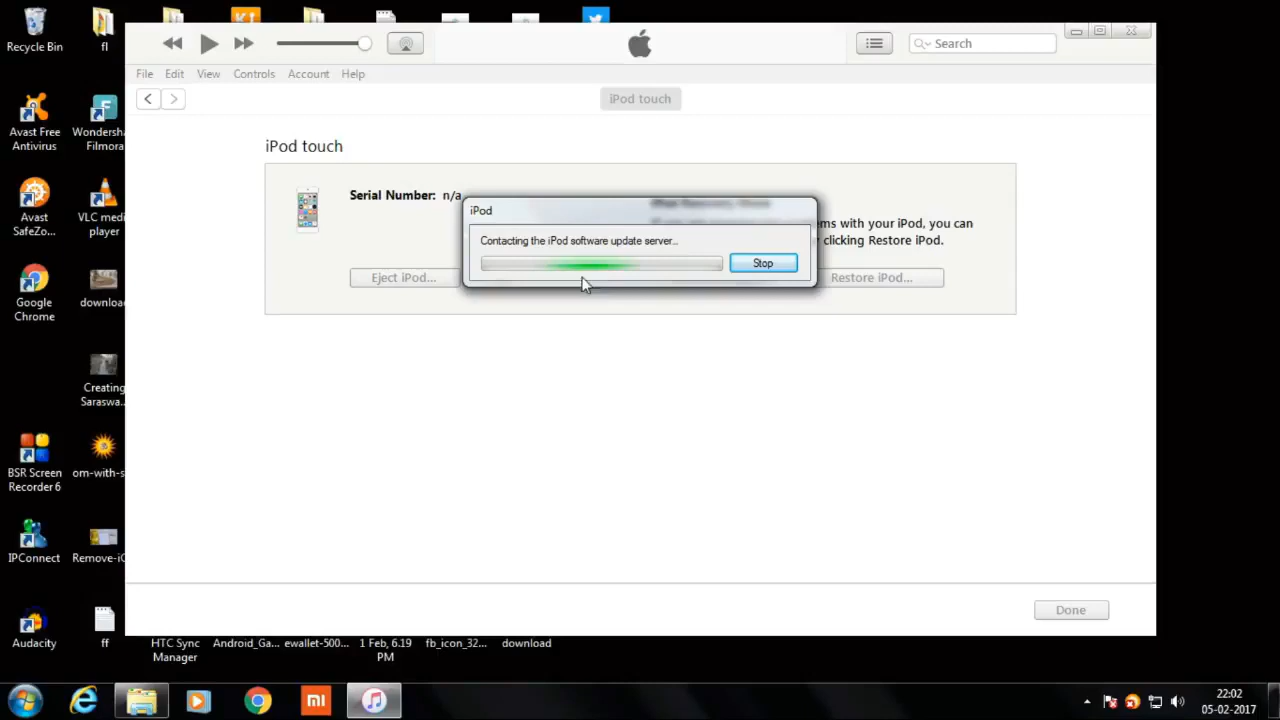 Recycle Bin
fl
Search
File Edit View Controls Account Help
iPod touch
iPod touch
Serial Number: n/a
ems with your iPod, you can
clicking Restore iPod.
Eject iPod...
Restore iPod...
iPod
Contacting the iPod software update server...
Stop
Done
Avast Free
Antivirus
Wondersha
Filmora
Avast
SafeZo...
VLC medi
player
Google
Chrome
download
Creating
Saraswa...
BSR Screen
Recorder 6
om-with-s
IPConnect
Remove-iC
Audacity
ff
HTC Sync
Manager
Android_Ga...
ewallet-500...
1 Feb, 6.19
PM
fb_icon_32...
download
mi
22:02
05-02-2017